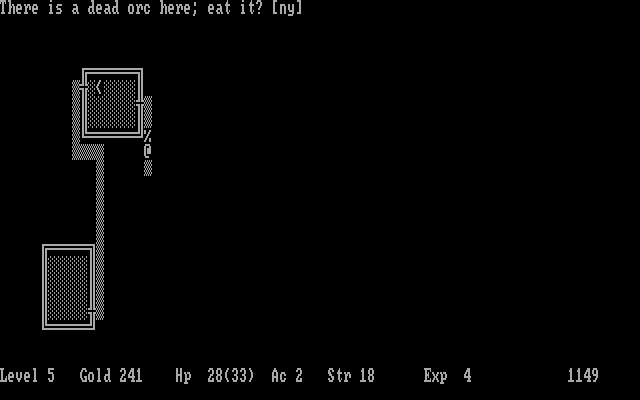 There is a dead orc here; eat it? [ny]
<
%
@
Level 5 Gold 241 Hp 28(33) Ac 2 Str 18 Exp 4 1149